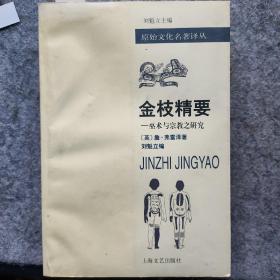 刘魁立主编
原始文化名著译丛
金枝精要
—巫术与宗教之研究
〔英〕詹·弗雷泽著
刘魁立编
JINZHI JINGYAO
上海文艺出版社